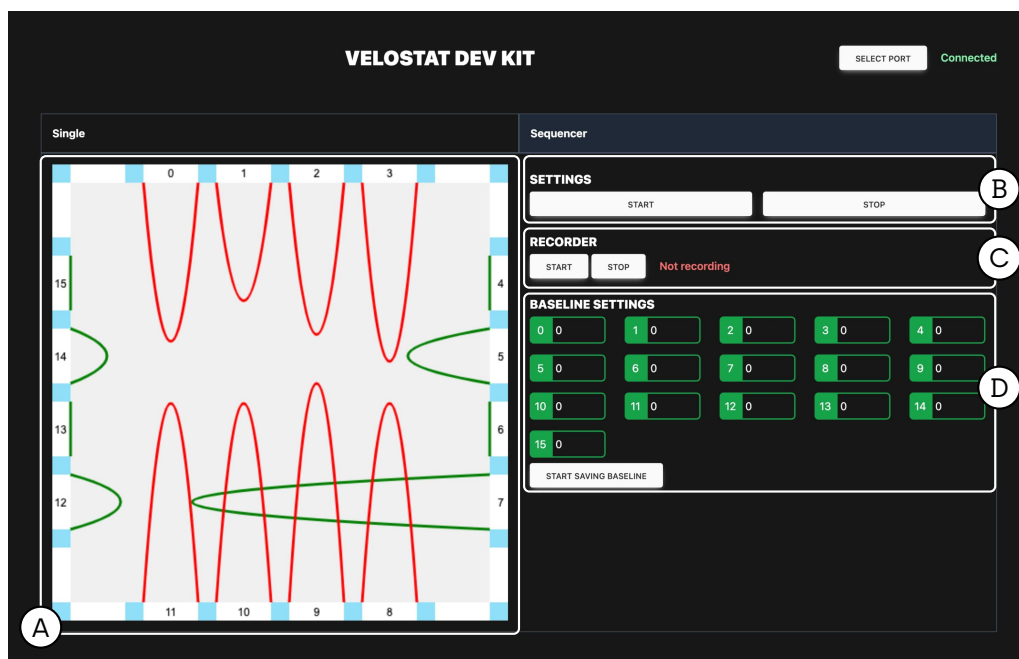 VELOSTAT DEV KIT
SELECT PORT Connected
Single Sequencer
0 1 2 3
15 4
14 5
13 6
12 7
11 10 9 8
A
SETTINGS
START STOP
B
RECORDER
START STOP Not recording
C
BASELINE SETTINGS
0 0 1 0 2 0 3 0 4 0
5 0 6 0 7 0 8 0 9 0
10 0 11 0 12 0 13 0 14 0
15 0
START SAVING BASELINE
D